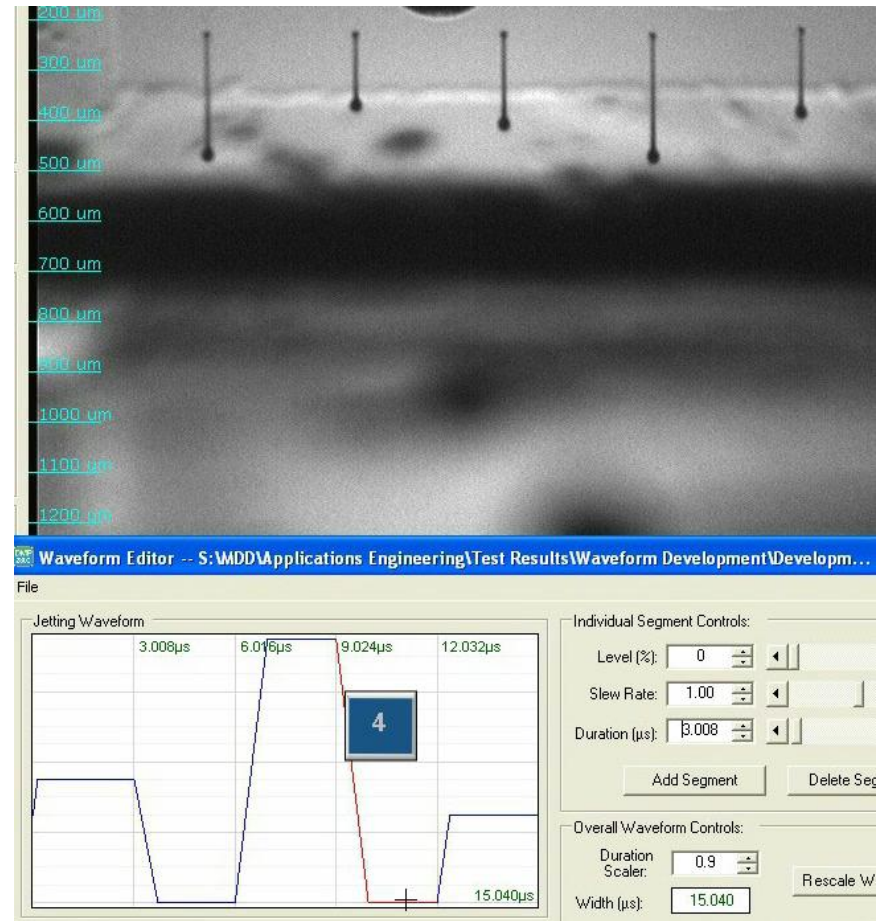 200 um
300 um
400 um
500 um
600 um
700 um
800 um
900 um
1000 um
1100 um
1200 um
Waveform Editor -- S:\MDD\Applications Engineering\Test Results\Waveform Development\Developm...
File
Jetting Waveform
3.008µs 6.016µs 9.024µs 12.032µs
4
15.040µs
Individual Segment Controls:
Level (%): 0
Slew Rate: 1.00
Duration (µs): 3.008
Add Segment Delete Seg
Overall Waveform Controls:
Duration
Scaler: 0.9
Rescale W
Width (µs): 15.040